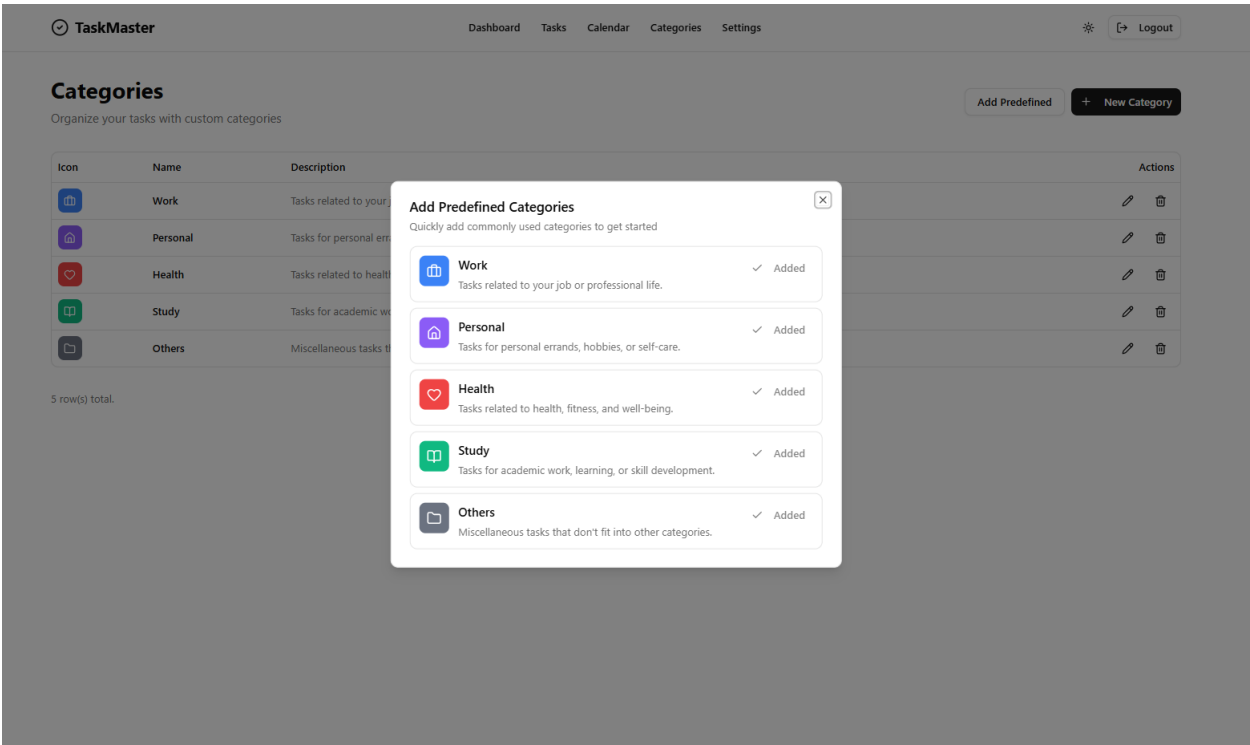 TaskMaster
Dashboard Tasks Calendar Categories Settings
Logout
Categories
Organize your tasks with custom categories
Add Predefined
+ New Category
Icon Name Description Actions
Work Tasks related to your
Personal Tasks for personal
Health Tasks related to
Study Tasks for academic
Others Miscellaneous tasks
5 row(s) total.
Add Predefined Categories
Quickly add commonly used categories to get started
Work
Tasks related to your job or professional life.
Added
Personal
Tasks for personal errands, hobbies, or self-care.
Added
Health
Tasks related to health, fitness, and well-being.
Added
Study
Tasks for academic work, learning, or skill development.
Added
Others
Miscellaneous tasks that don't fit into other categories.
Added